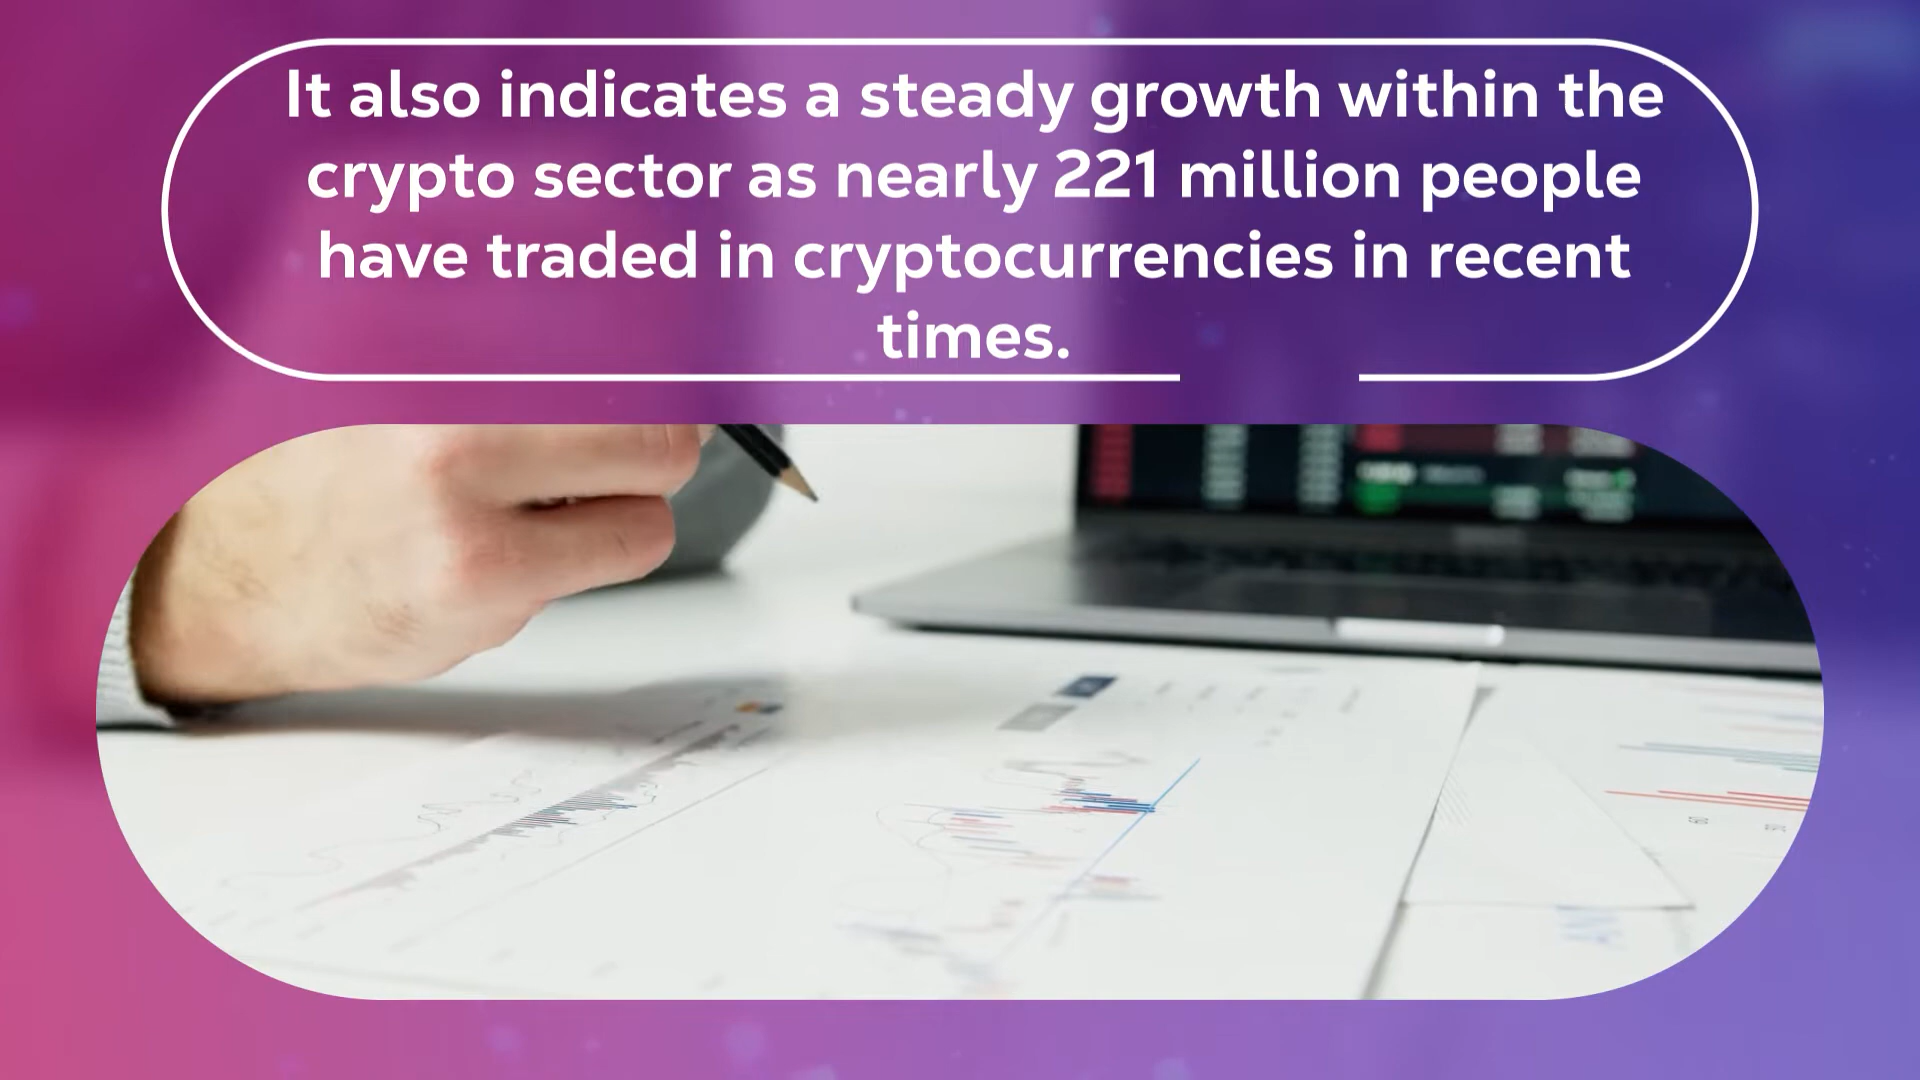 It also indicates a steady growth within the
crypto sector as nearly 221 million people
have traded in cryptocurrencies in recent
times.